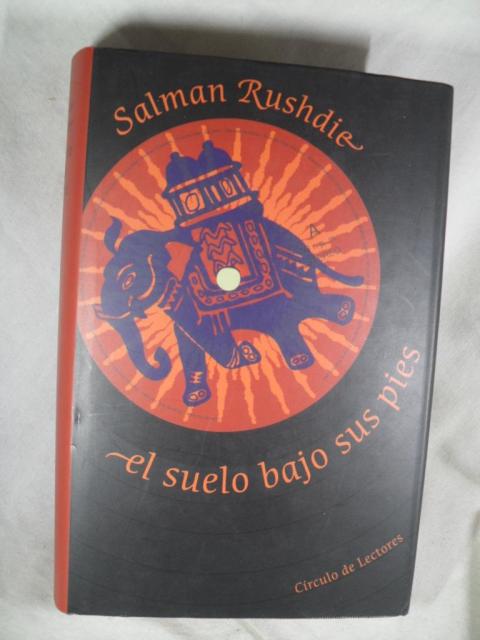 Salman Rushdie
A
el suelo bajo sus pies
Círculo de Lectores